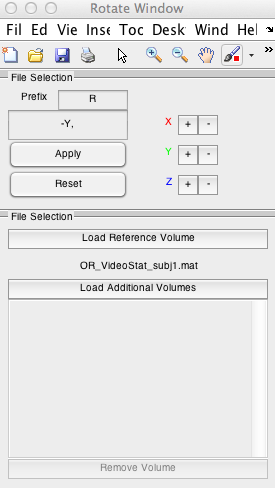 Rotate Window
Fil Ed Vie Inse Toc Desk Wind Hel »
»
File Selection
Prefix R
-Y,
X + -
Apply
Y + -
Reset
Z + -
File Selection
Load Reference Volume
OR_VideoStat_subj1.mat
Load Additional Volumes
Remove Volume